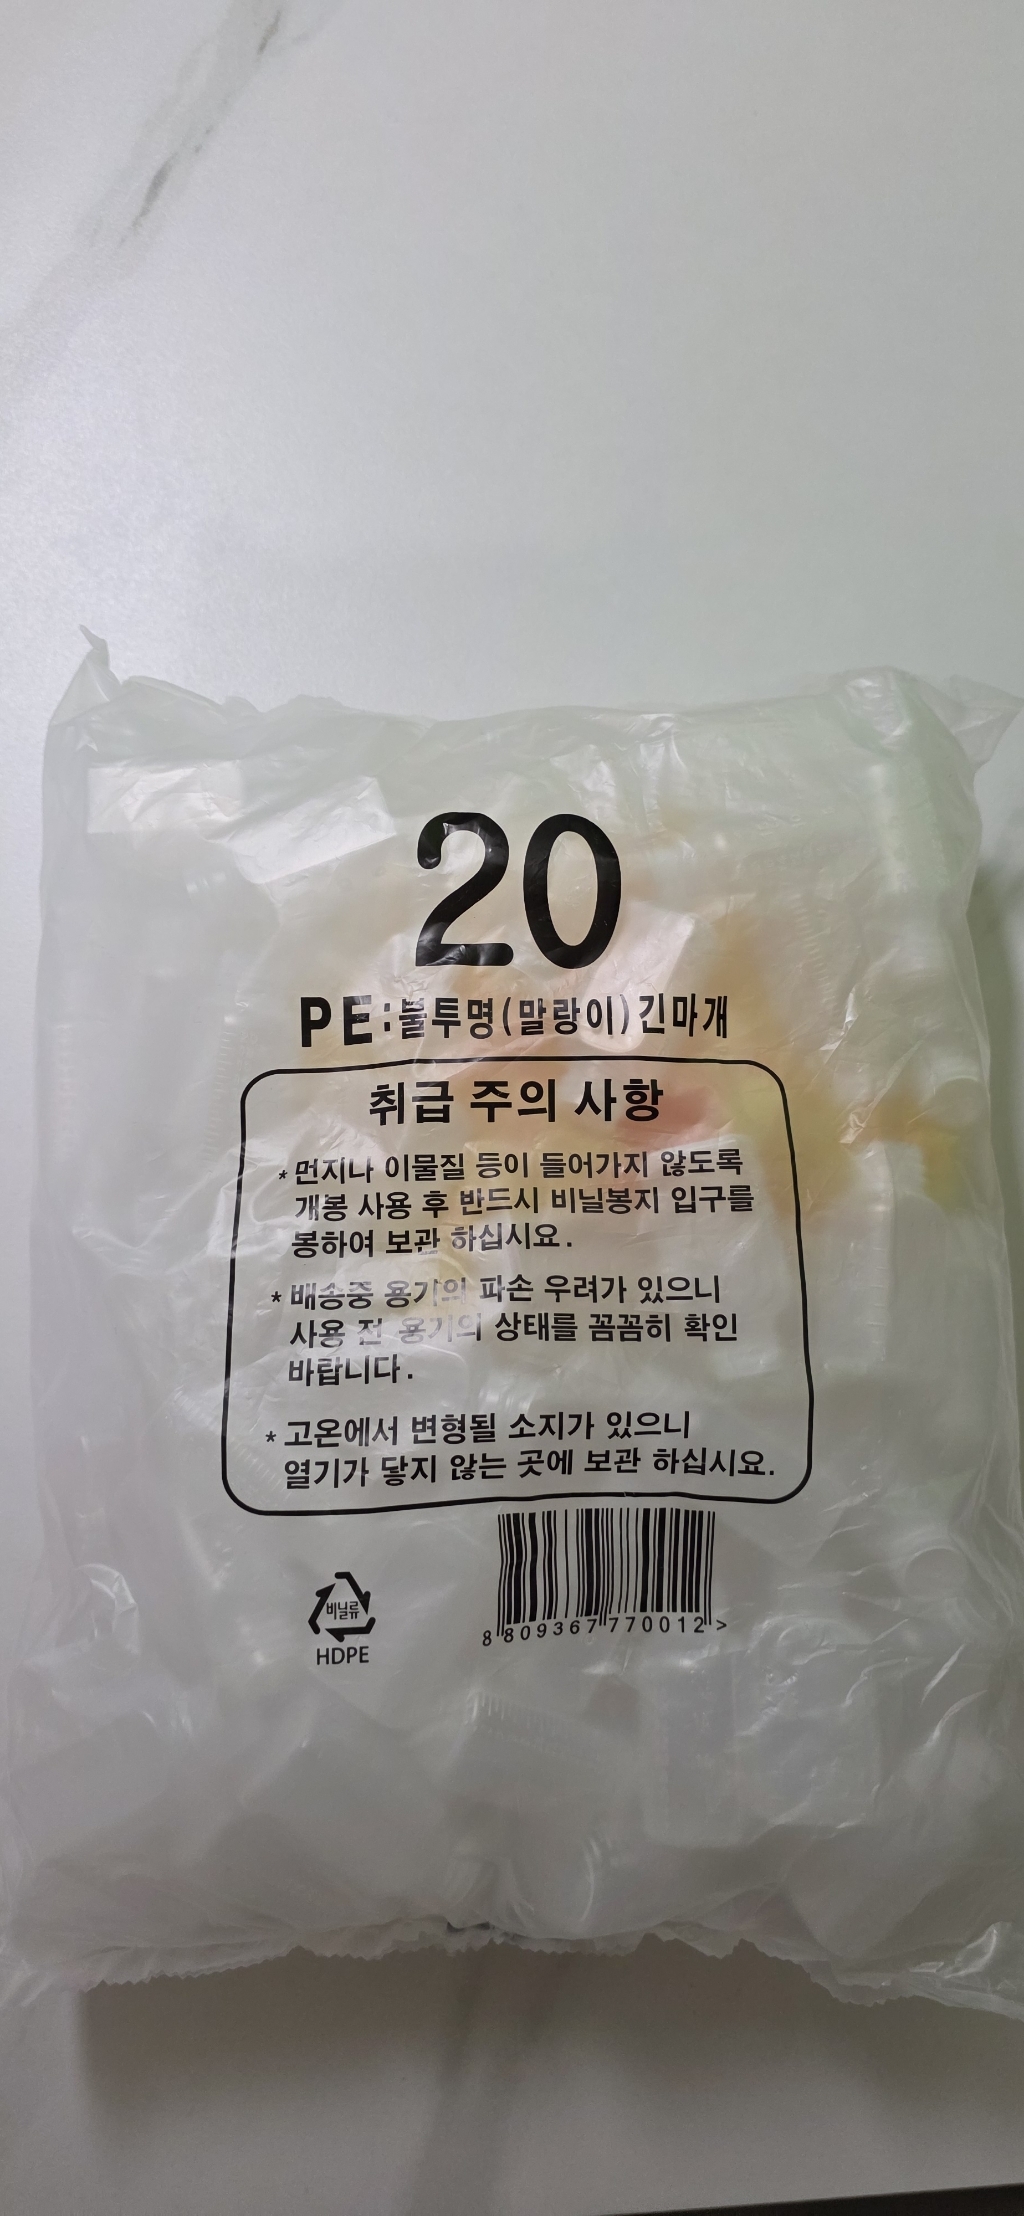 20
PE:불투명(말랑이)긴마개
취급 주의 사항
* 먼지나 이물질 등이 들어가지 않도록
개봉 사용 후 반드시 비닐봉지 입구를
봉하여 보관 하십시요.
* 배송중 용기의 파손 우려가 있으니
사용 전 용기의 상태를 꼼꼼히 확인
바랍니다.
* 고온에서 변형될 소지가 있으니
열기가 닿지 않는 곳에 보관 하십시요.
비닐류
HDPE
8 809367 770012 >